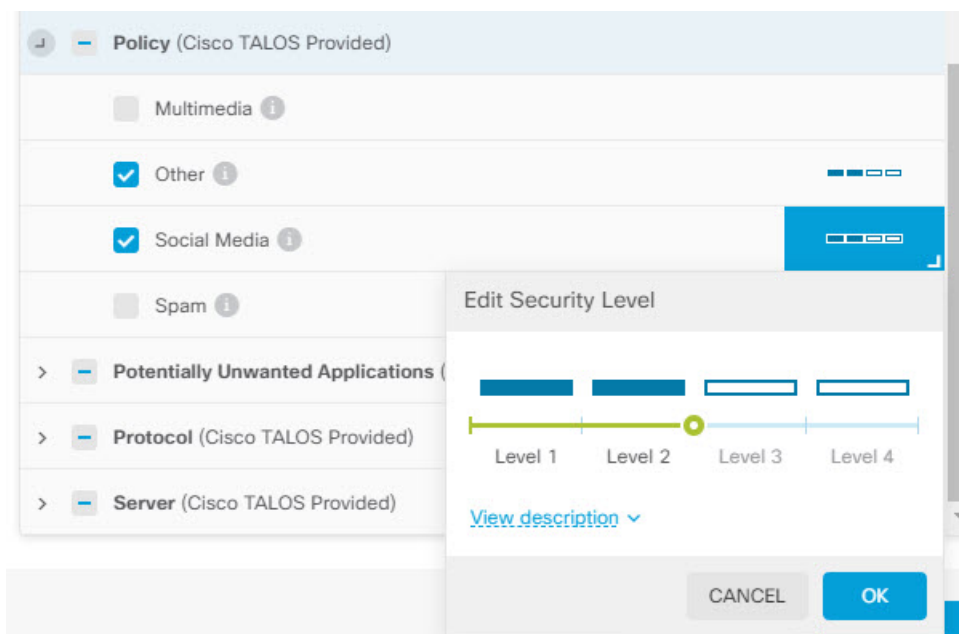 Policy (Cisco TALOS Provided)
Multimedia
Other
Social Media
Spam
Edit Security Level
Potentially Unwanted Applications (
Level 1 Level 2 Level 3 Level 4
Protocol (Cisco TALOS Provided)
Server (Cisco TALOS Provided)
View description
CANCEL OK